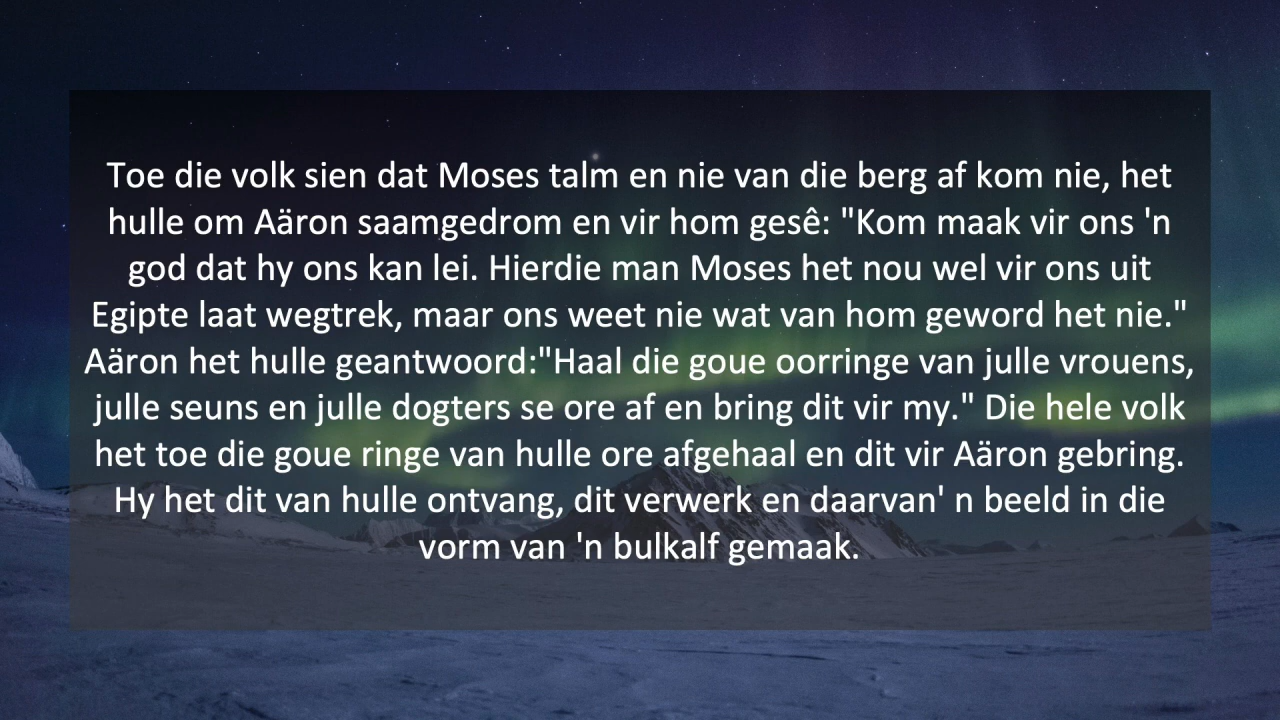 Toe die volk sien dat Moses talm en nie van die berg af kom nie, het
hulle om Aäron saamgedrom en vir hom gesê: "Kom maak vir ons 'n
god dat hy ons kan lei. Hierdie man Moses het nou wel vir ons uit
Egipte laat wegtrek, maar ons weet nie wat van hom geword het nie."
Aäron het hulle geantwoord:"Haal die goue oorringe van julle vrouens,
julle seuns en julle dogters se ore af en bring dit vir my." Die hele volk
het toe die goue ringe van hulle ore afgehaal en dit vir Aäron gebring.
Hy het dit van hulle ontvang, dit verwerk en daarvan' n beeld in die
vorm van 'n bulkalf gemaak.